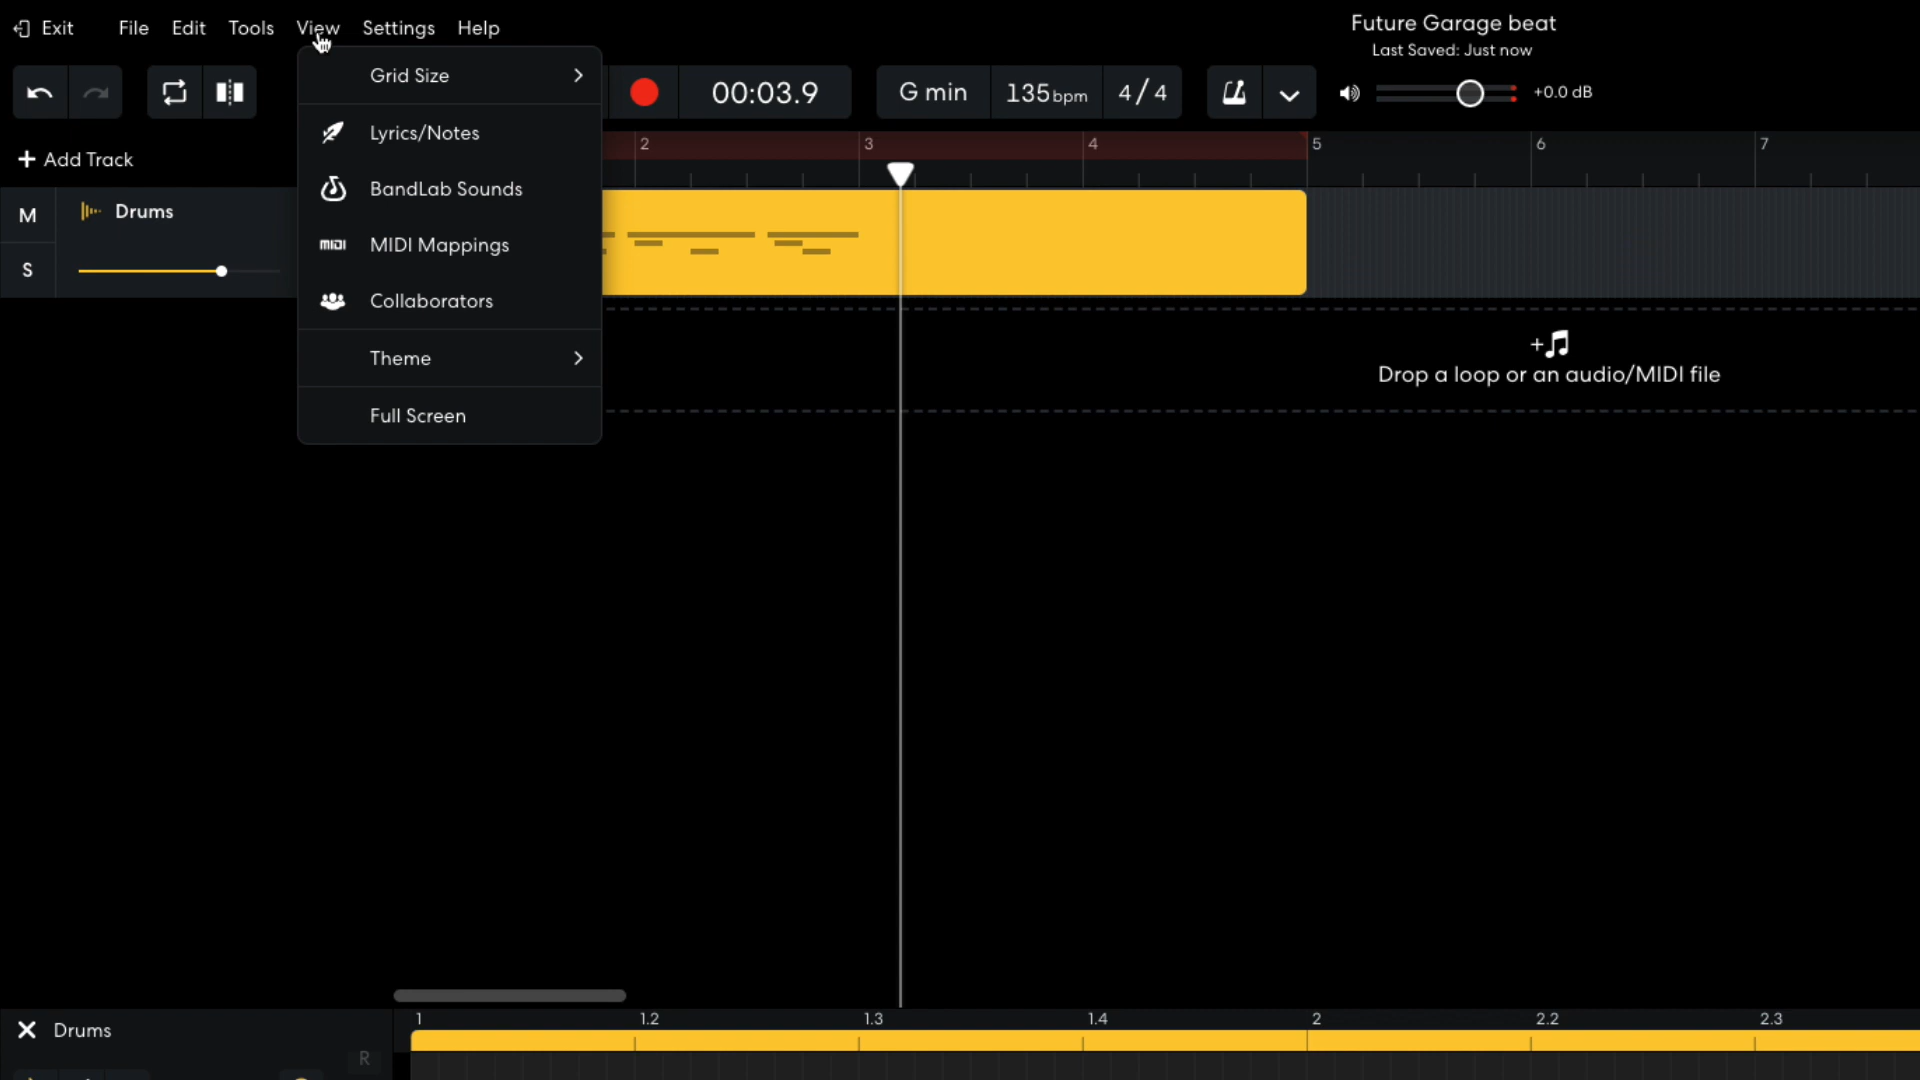 Exit File Edit Tools View Settings Help
Future Garage beat
Last Saved: Just now
00:03.9 G min 135bpm 4/4 +0.0 dB
Grid Size
Lyrics/Notes
BandLab Sounds
MIDI MIDI Mappings
Collaborators
Theme
Full Screen
+ Add Track
2 3 4 5 6 7
M Drums
S
Drop a loop or an audio/MIDI file
Drums
R
1 1.2 1.3 1.4 2 2.2 2.3